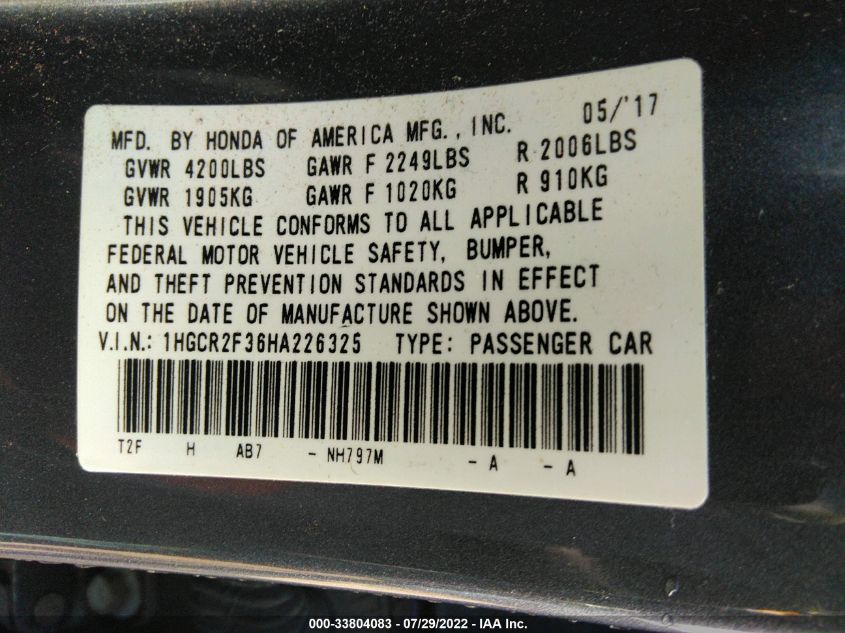 05/'17
MFD. BY HONDA OF AMERICA MFG., INC.
GVWR 4200LBS GAWR F 2249LBS R 2006LBS
GVWR 1905KG GAWR F 1020KG R 910KG
THIS VEHICLE CONFORMS TO ALL APPLICABLE
FEDERAL MOTOR VEHICLE SAFETY, BUMPER,
AND THEFT PREVENTION STANDARDS IN EFFECT
ON THE DATE OF MANUFACTURE SHOWN ABOVE.
V.I.N.: 1HGCR2F36HA226325 TYPE: PASSENGER CAR
T2F H AB7 - NH797M - A - A
000-33804083 - 07/29/2022 - IAA Inc.